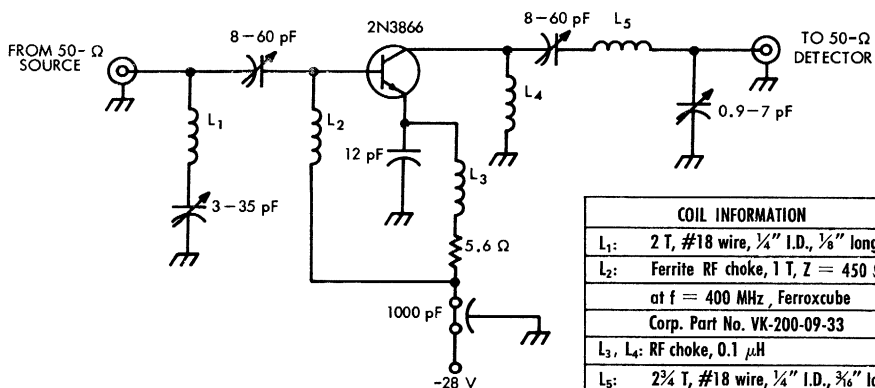 FROM 50-Ω
SOURCE
8-60 pF
2N3866
8-60 pF
L5
TO 50-Ω
DETECTOR
L1
L2
L4
0.9-7 pF
12 pF
L3
3-35 pF
5.6 Ω
1000 pF
-28 V
COIL INFORMATION
L1: 2 T, #18 wire, ¼" I.D., ⅛" long
L2: Ferrite RF choke, 1 T, Z = 450
at f = 400 MHz, Ferroxcube
Corp. Part No. VK-200-09-33
L3, L4: RF choke, 0.1 μH
L5: 2¾ T, #18 wire, ¼" I.D., 3⁄16"